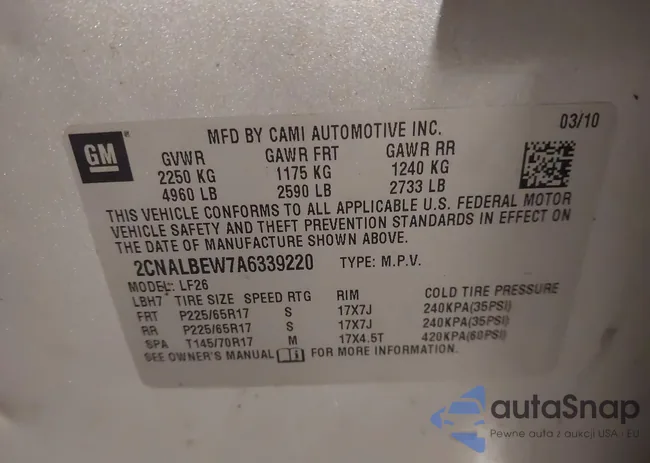 GM
MFD BY CAMI AUTOMOTIVE INC.
03/10
GVWR GAWR FRT GAWR RR
2250 KG 1175 KG 1240 KG
4960 LB 2590 LB 2733 LB
THIS VEHICLE CONFORMS TO ALL APPLICABLE U.S. FEDERAL MOTOR
VEHICLE SAFETY AND THEFT PREVENTION STANDARDS IN EFFECT ON
THE DATE OF MANUFACTURE SHOWN ABOVE.
2CNALBEW7A6339220 TYPE: M.P.V.
MODEL: LF26
LBH7 TIRE SIZE SPEED RTG RIM COLD TIRE PRESSURE
FRT P225/65R17 S 17X7J 240KPA(35PSI)
RR P225/65R17 S 17X7J 240KPA(35PSI)
SPA T145/70R17 M 17X4.5T 420KPA(60PSI)
SEE OWNER'S MANUAL FOR MORE INFORMATION.
autaSnap
Pewne auta z aukcji USA - EU